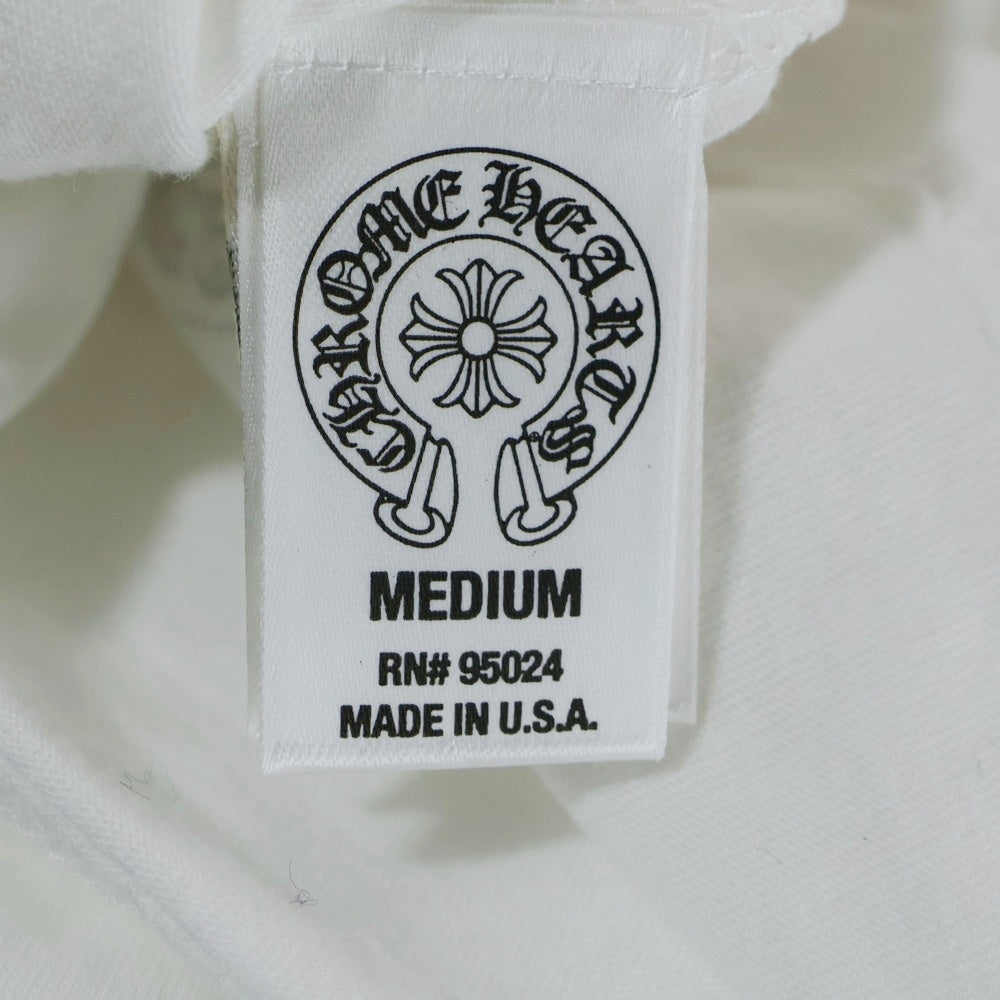 CHROME HEARTS
MEDIUM
RN# 95024
MADE IN U.S.A.